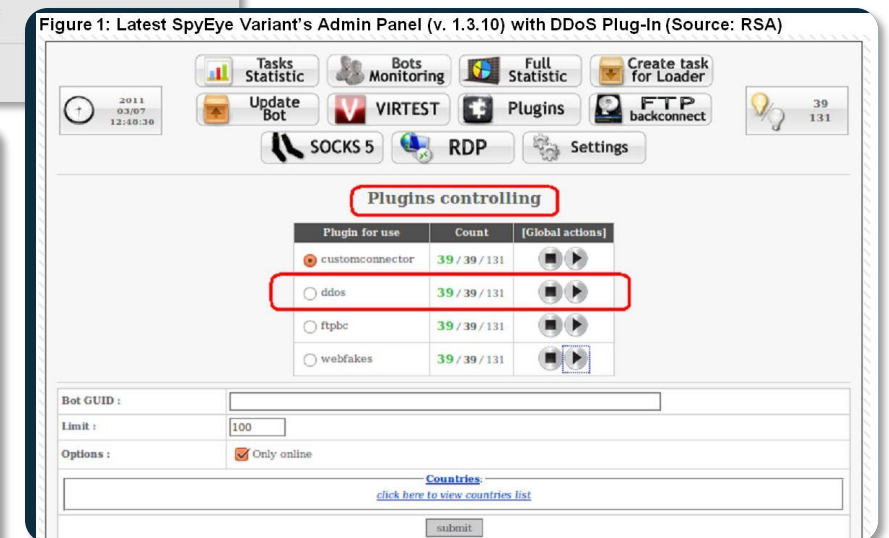 Figure 1: Latest SpyEye Variant's Admin Panel (v. 1.3.10) with DDoS Plug-In (Source: RSA)
Tasks Statistic
Bots Monitoring
Full Statistic
Create task for Loader
2011
03/07
12:48:30
Update Bot
VIRTEST
Plugins
FTP backconnect
39
131
SOCKS 5
RDP
Settings
Plugins controlling
Plugin for use Count [Global actions]
customconnector 39 / 39 / 131
ddos 39 / 39 / 131
ftpbc 39 / 39 / 131
webfakes 39 / 39 / 131
Bot GUID :
Limit : 100
Options : Only online
Countries:
click here to view countries list
submit